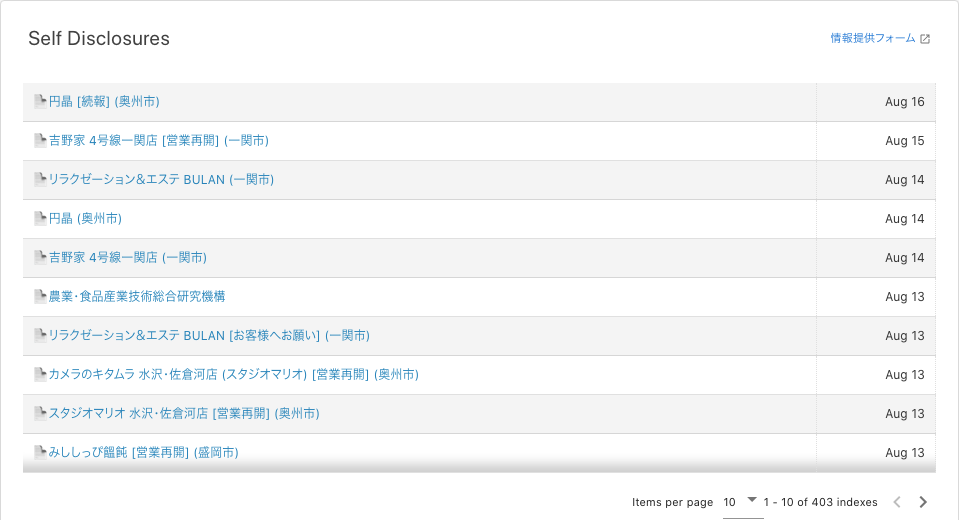 Self Disclosures
情報提供フォーム
円晶 [続報] (奥州市) Aug 16
吉野家 4号線一関店 [営業再開] (一関市) Aug 15
リラクゼーション&エステ BULAN (一関市) Aug 14
円晶 (奥州市) Aug 14
吉野家 4号線一関店 (一関市) Aug 14
農業・食品産業技術総合研究機構 Aug 13
リラクゼーション&エステ BULAN [お客様へお願い] (一関市) Aug 13
カメラのキタムラ 水沢・佐倉河店 (スタジオマリオ) [営業再開] (奥州市) Aug 13
スタジオマリオ 水沢・佐倉河店 [営業再開] (奥州市) Aug 13
みししっぴ饂飩 [営業再開] (盛岡市) Aug 13
Items per page 10 1 - 10 of 403 indexes